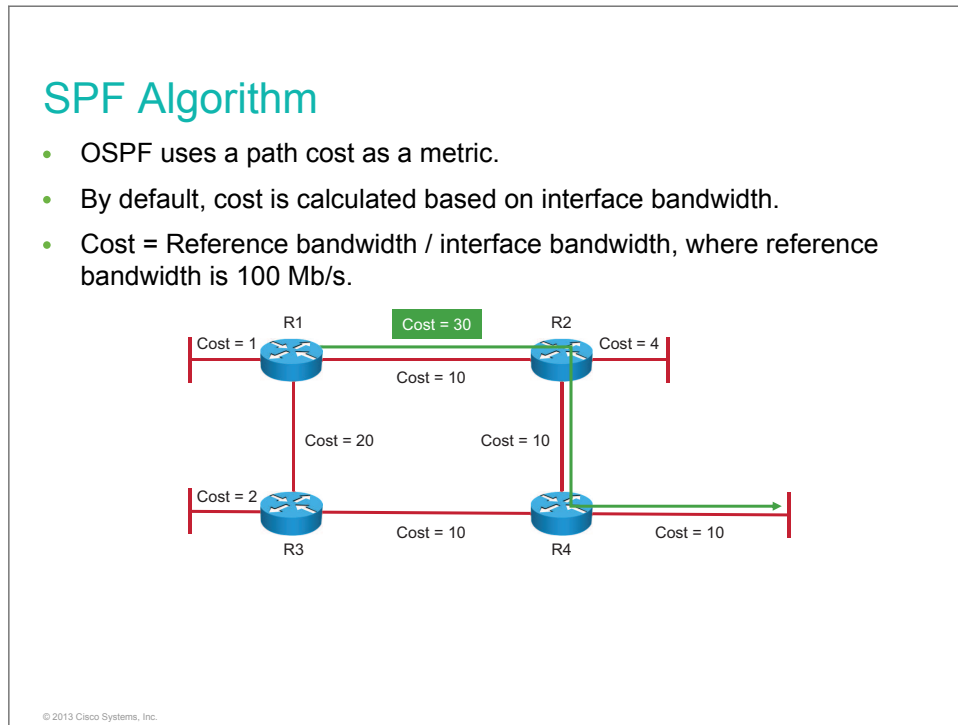 SPF Algorithm
• OSPF uses a path cost as a metric.
• By default, cost is calculated based on interface bandwidth.
• Cost = Reference bandwidth / interface bandwidth, where reference
bandwidth is 100 Mb/s.
R1
Cost = 30
R2
Cost = 1
Cost = 4
Cost = 10
Cost = 20
Cost = 10
Cost = 2
Cost = 10
Cost = 10
R3
R4
© 2013 Cisco Systems, Inc.